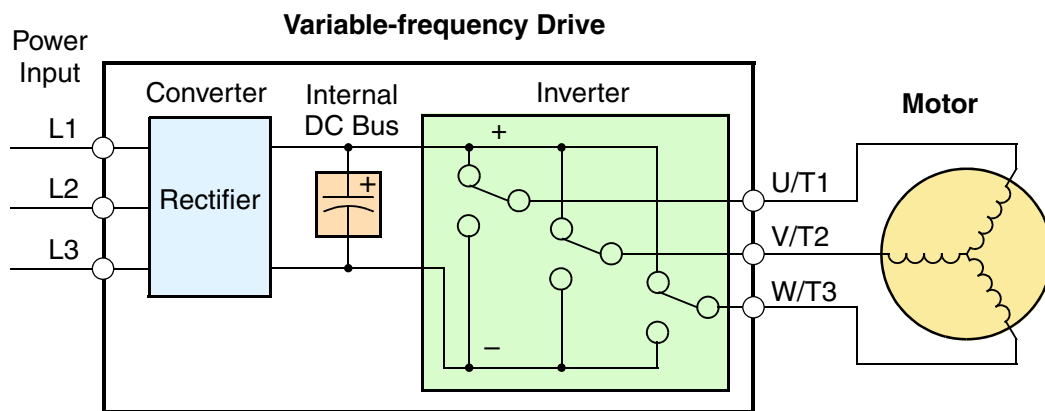 Variable-frequency Drive
Power
Input
Converter
Internal
DC Bus
Inverter
Motor
L1
L2
L3
Rectifier
+
+
–
U/T1
V/T2
W/T3